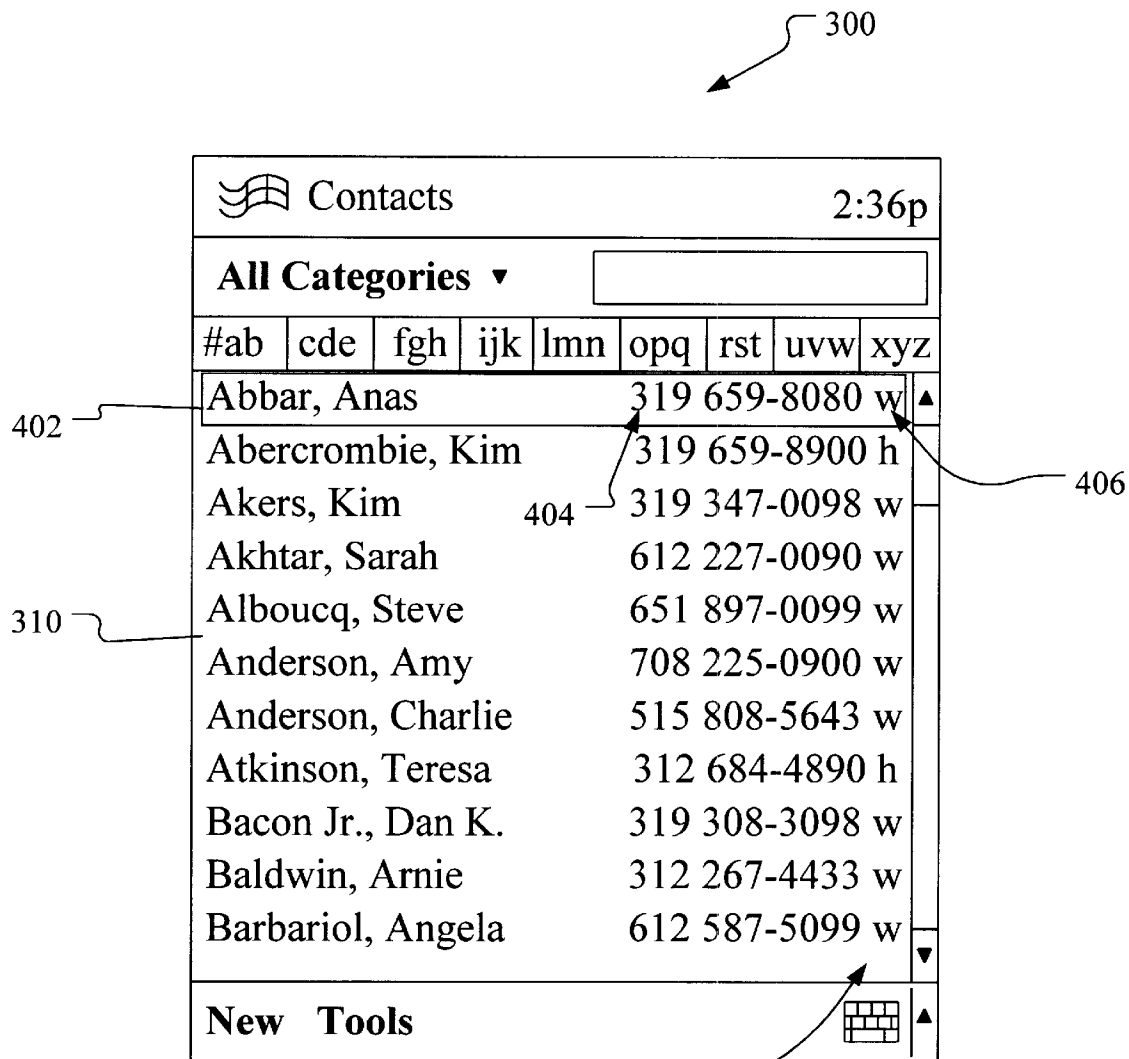 300
Contacts 2:36p
All Categories ▼
#ab cde fgh ijk lmn opq rst uvw xyz
402 Abbar, Anas 319 659-8080 w
Abercrombie, Kim 319 659-8900 h
406
Akers, Kim 404 319 347-0098 w
Akhtar, Sarah 612 227-0090 w
310 Alboucq, Steve 651 897-0099 w
Anderson, Amy 708 225-0900 w
Anderson, Charlie 515 808-5643 w
Atkinson, Teresa 312 684-4890 h
Bacon Jr., Dan K. 319 308-3098 w
Baldwin, Arnie 312 267-4433 w
Barbariol, Angela 612 587-5099 w
New Tools